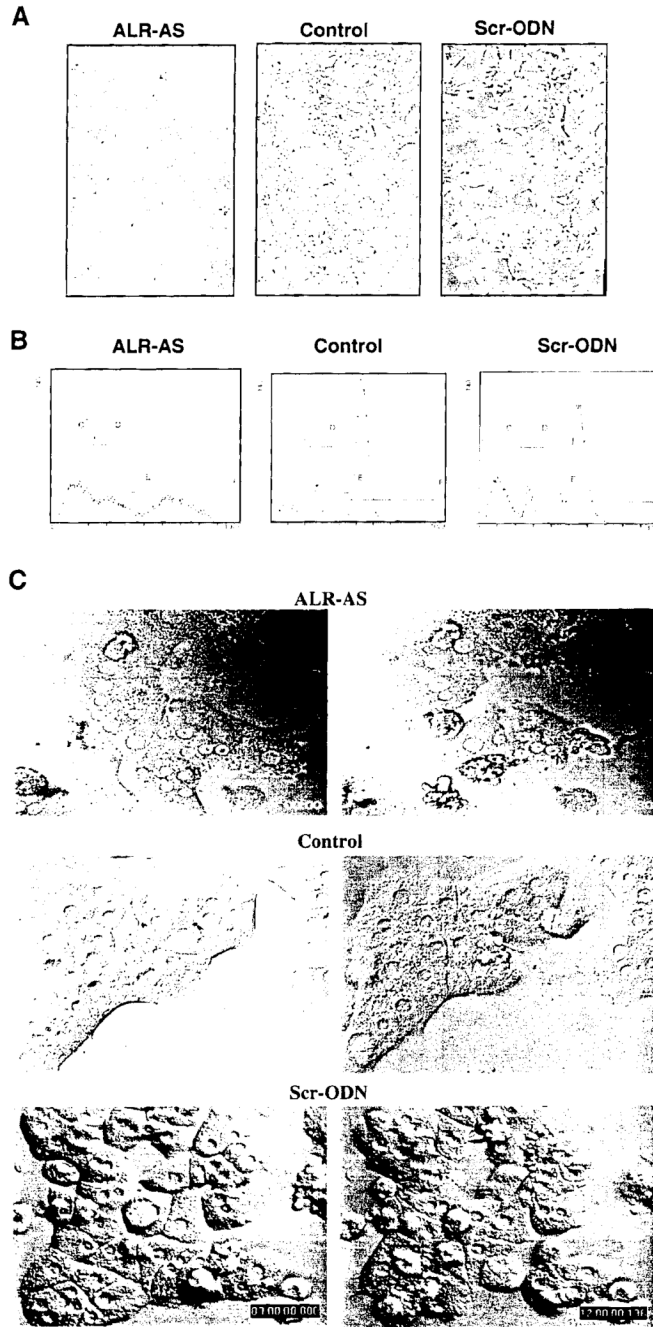 A
ALR-AS Control Scr-ODN
B
ALR-AS Control Scr-ODN
C D
E
D
E F
C D
E
C
ALR-AS
Control
Scr-ODN